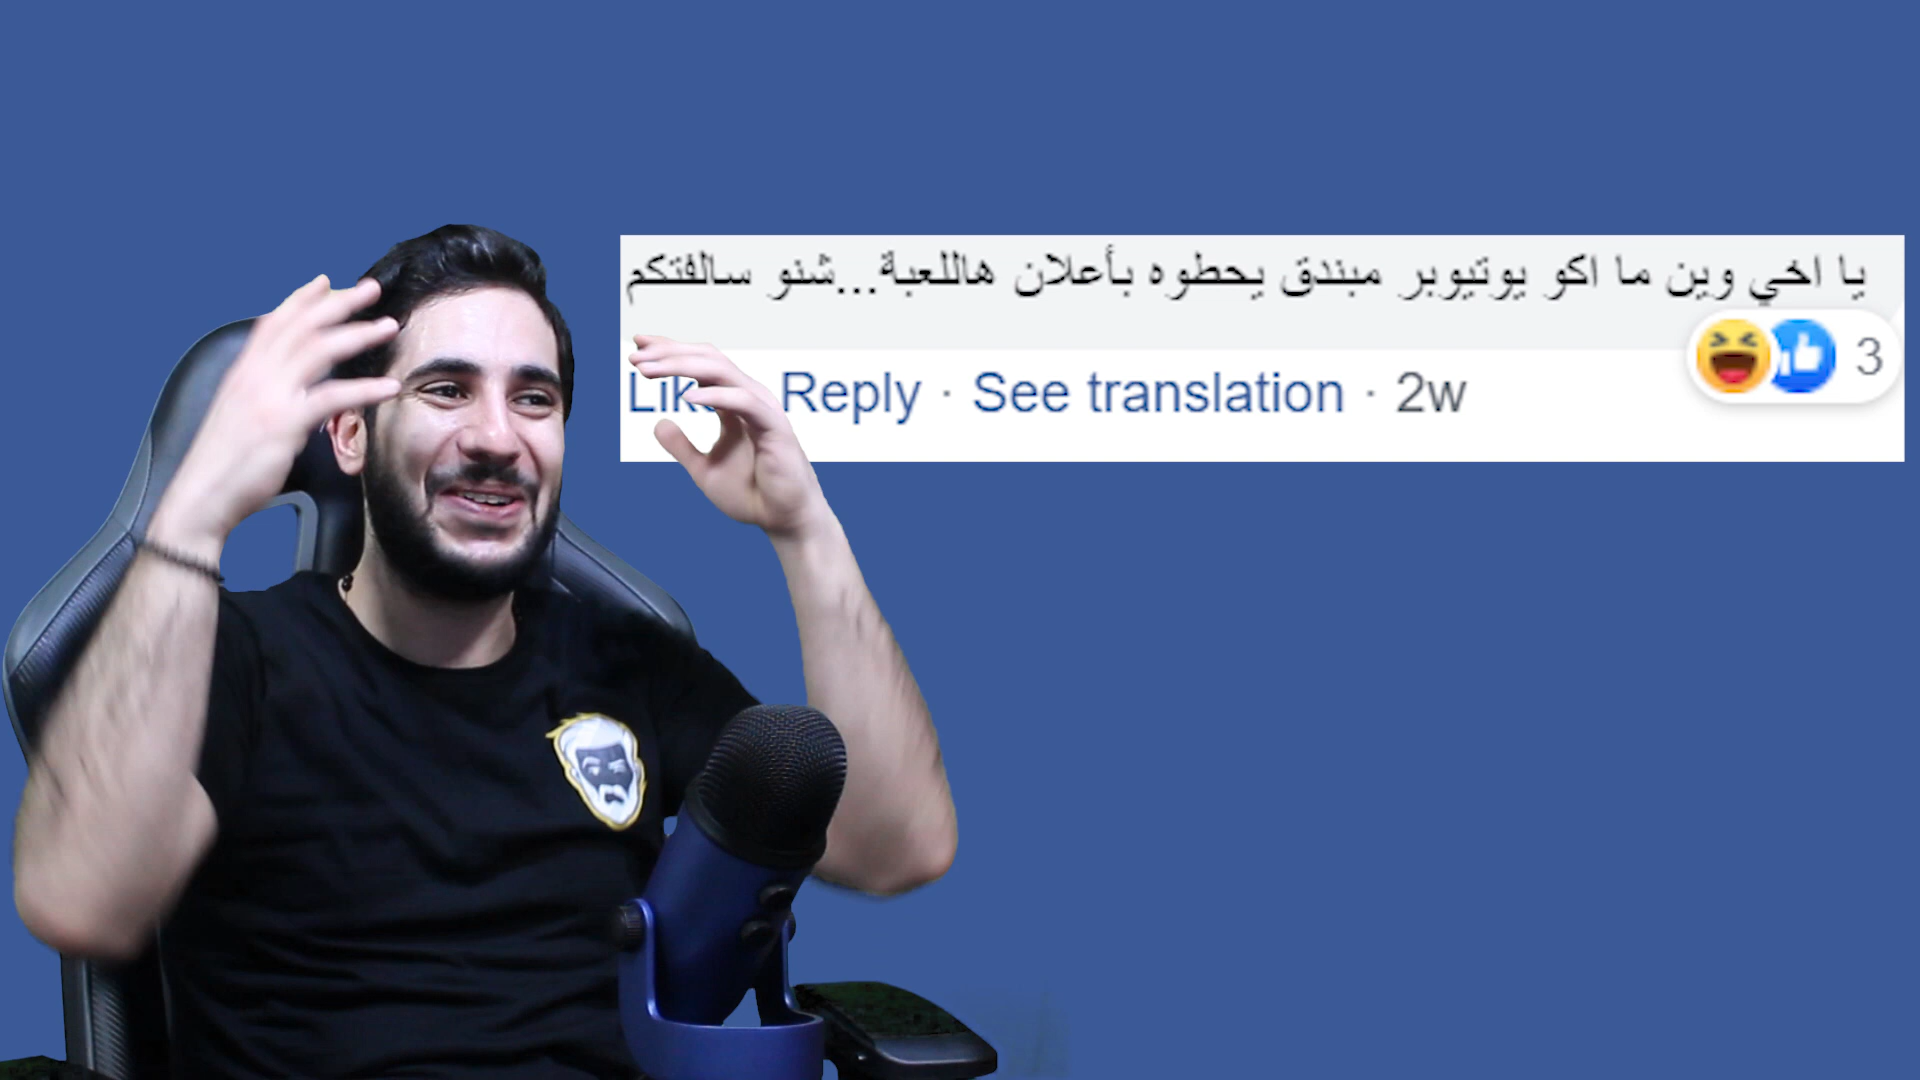 يا اخي وين ما اكو يوتيوبر مبندق يحطوه بأعلان هاللعبة...شنو سالفتكم
3
Reply · See translation · 2w